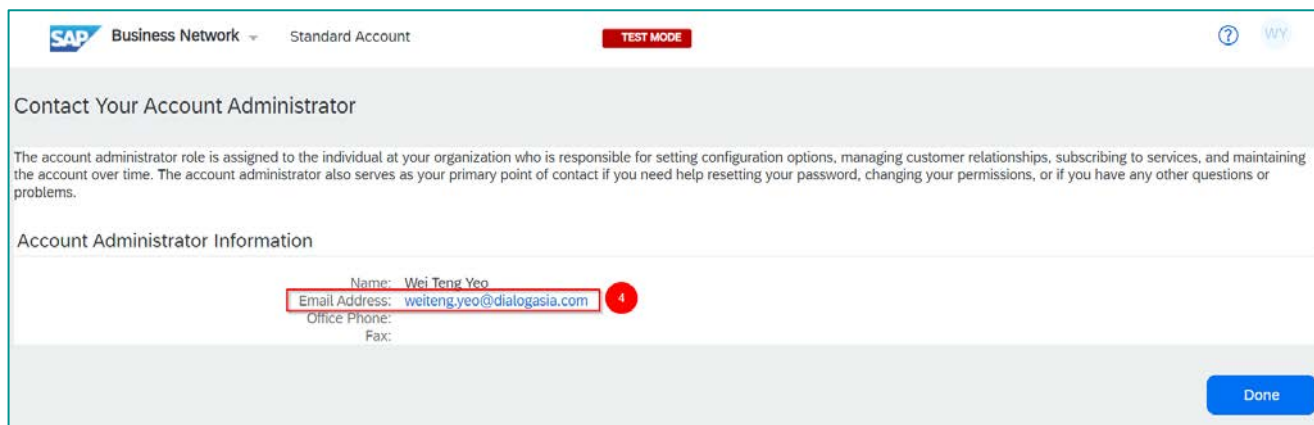 SAP Business Network Standard Account TEST MODE ? WY
Contact Your Account Administrator
The account administrator role is assigned to the individual at your organization who is responsible for setting configuration options, managing customer relationships, subscribing to services, and maintaining
the account over time. The account administrator also serves as your primary point of contact if you need help resetting your password, changing your permissions, or if you have any other questions or
problems.
Account Administrator Information
Name: Wei Teng Yeo
Email Address: weiteng.yeo@dialogasia.com 4
Office Phone:
Fax:
Done